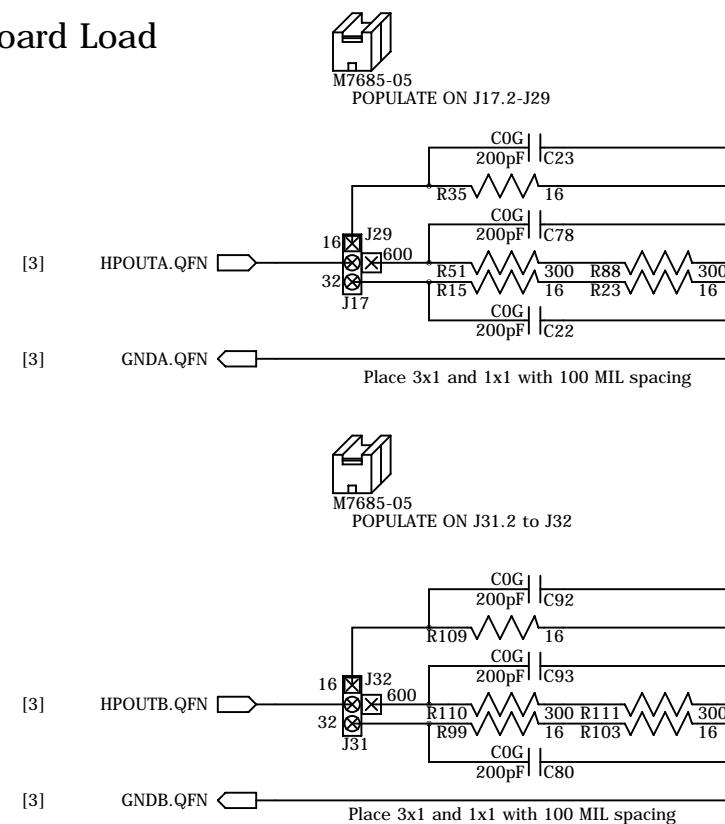 oard Load
M7685-05
POPULATE ON J17.2-J29
C0G
200pF C23
R35 16
C0G
200pF C78
16 J29
[3] HPOUTA.QFN 600
R51 300 R88 300
32 R15 16 R23 16
J17
C0G
200pF C22
[3] GNDA.QFN
Place 3x1 and 1x1 with 100 MIL spacing
M7685-05
POPULATE ON J31.2 to J32
C0G
200pF C92
R109 16
C0G
200pF C93
16 J32
[3] HPOUTB.QFN 600
R110 300 R111 300
32 R99 16 R103 16
J31
C0G
200pF C80
[3] GNDB.QFN
Place 3x1 and 1x1 with 100 MIL spacing